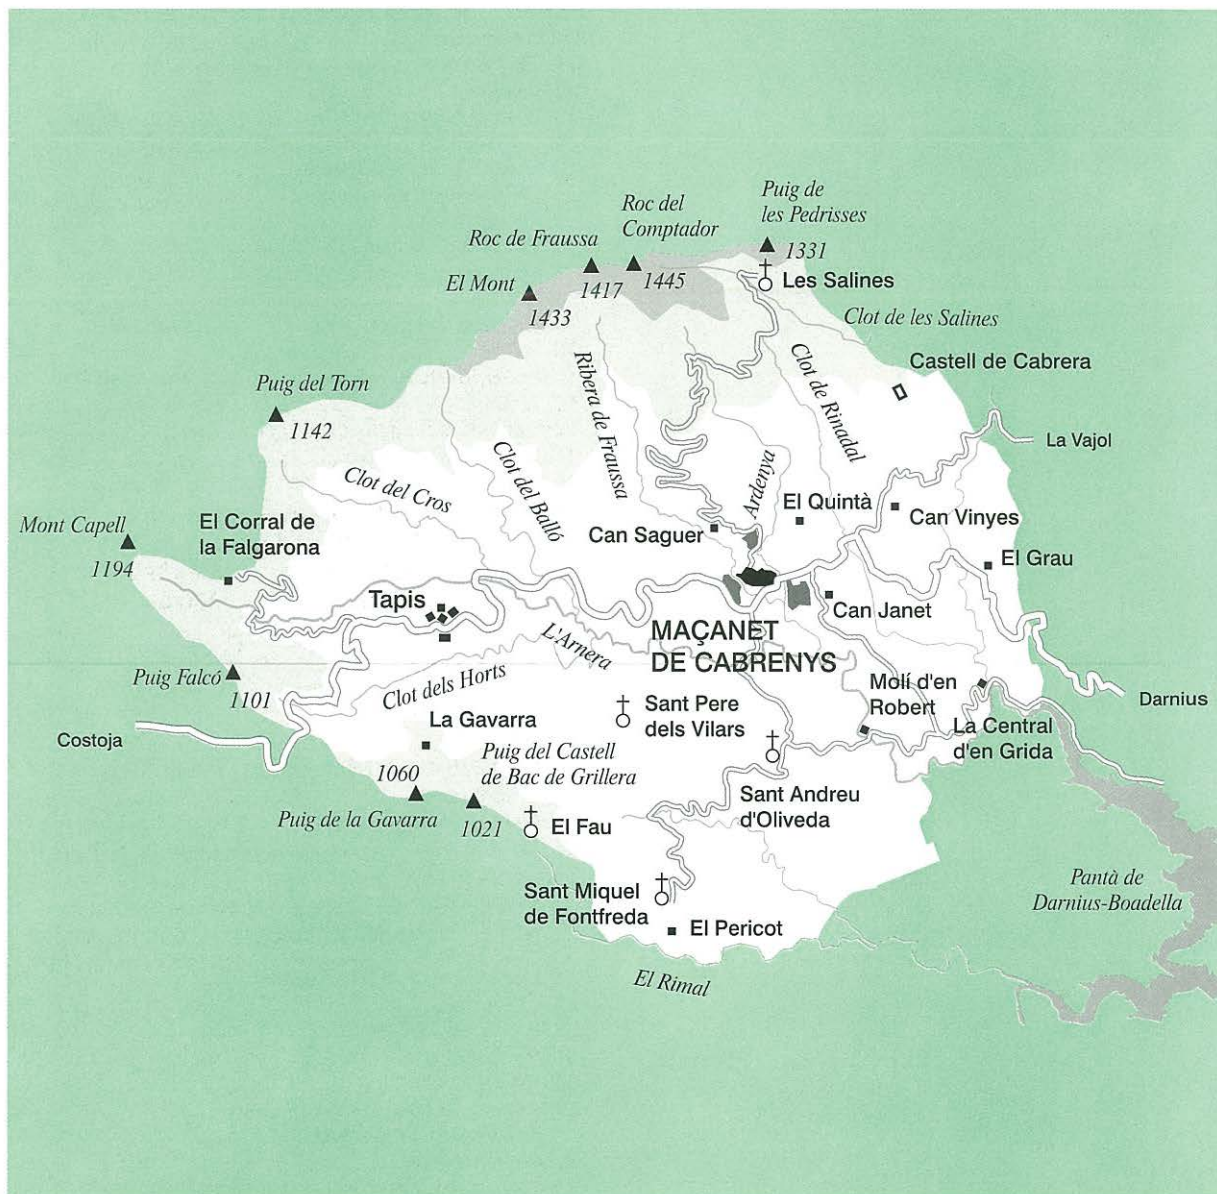 Puig de
les Pedrisses
1331
Roc del
Comptador
1445
Roc de Fraussa
1417
El Mont
1433
Les Salines
Clot de les Salines
Castell de Cabrera
Puig del Torn
1142
Ribera de Fraussa
Clot de Rinadal
La Vajol
Clot del Cros
Clot del Balló
Ardenya
El Quintà
Can Vinyes
Mont Capell
1194
El Corral de
la Falgarona
Can Saguer
El Grau
Tapis
Can Janet
L'Arnera
MAÇANET
DE CABRENYS
Puig Falcó
1101
Clot dels Horts
Molí d'en
Robert
Darnius
Costoja
La Gavarra
Sant Pere
dels Vilars
La Central
d'en Grida
Puig del Castell
de Bac de Grillera
1021
1060
Puig de la Gavarra
Sant Andreu
d'Oliveda
El Fau
Sant Miquel
de Fontfreda
El Pericot
Pantà de
Darnius-Boadella
El Rimal